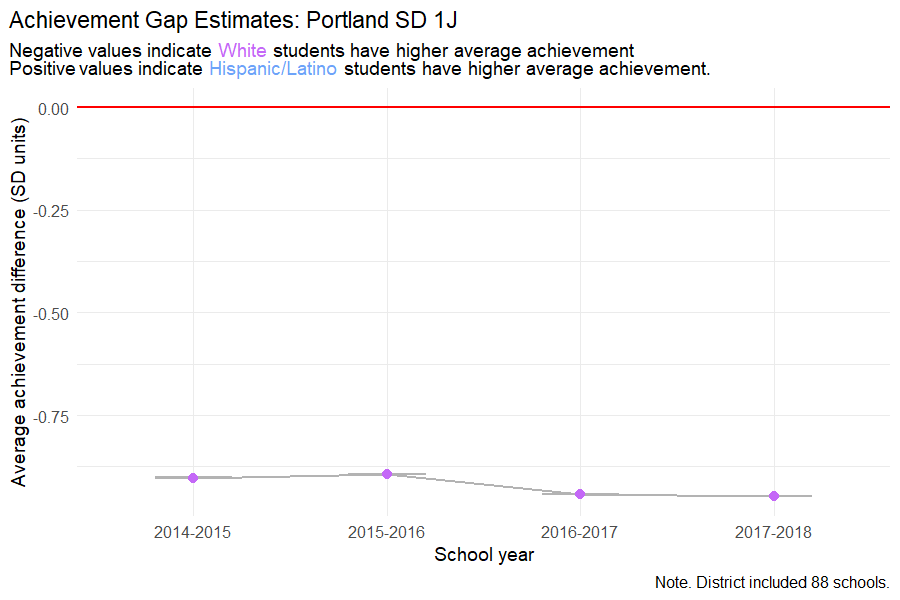 Achievement Gap Estimates: Portland SD 1J
Negative values indicate White students have higher average achievement
Positive values indicate Hispanic/Latino students have higher average achievement.
0.00
-0.25
-0.50
-0.75
Average achievement difference (SD units)
2014-2015
2015-2016
2016-2017
2017-2018
School year
Note. District included 88 schools.